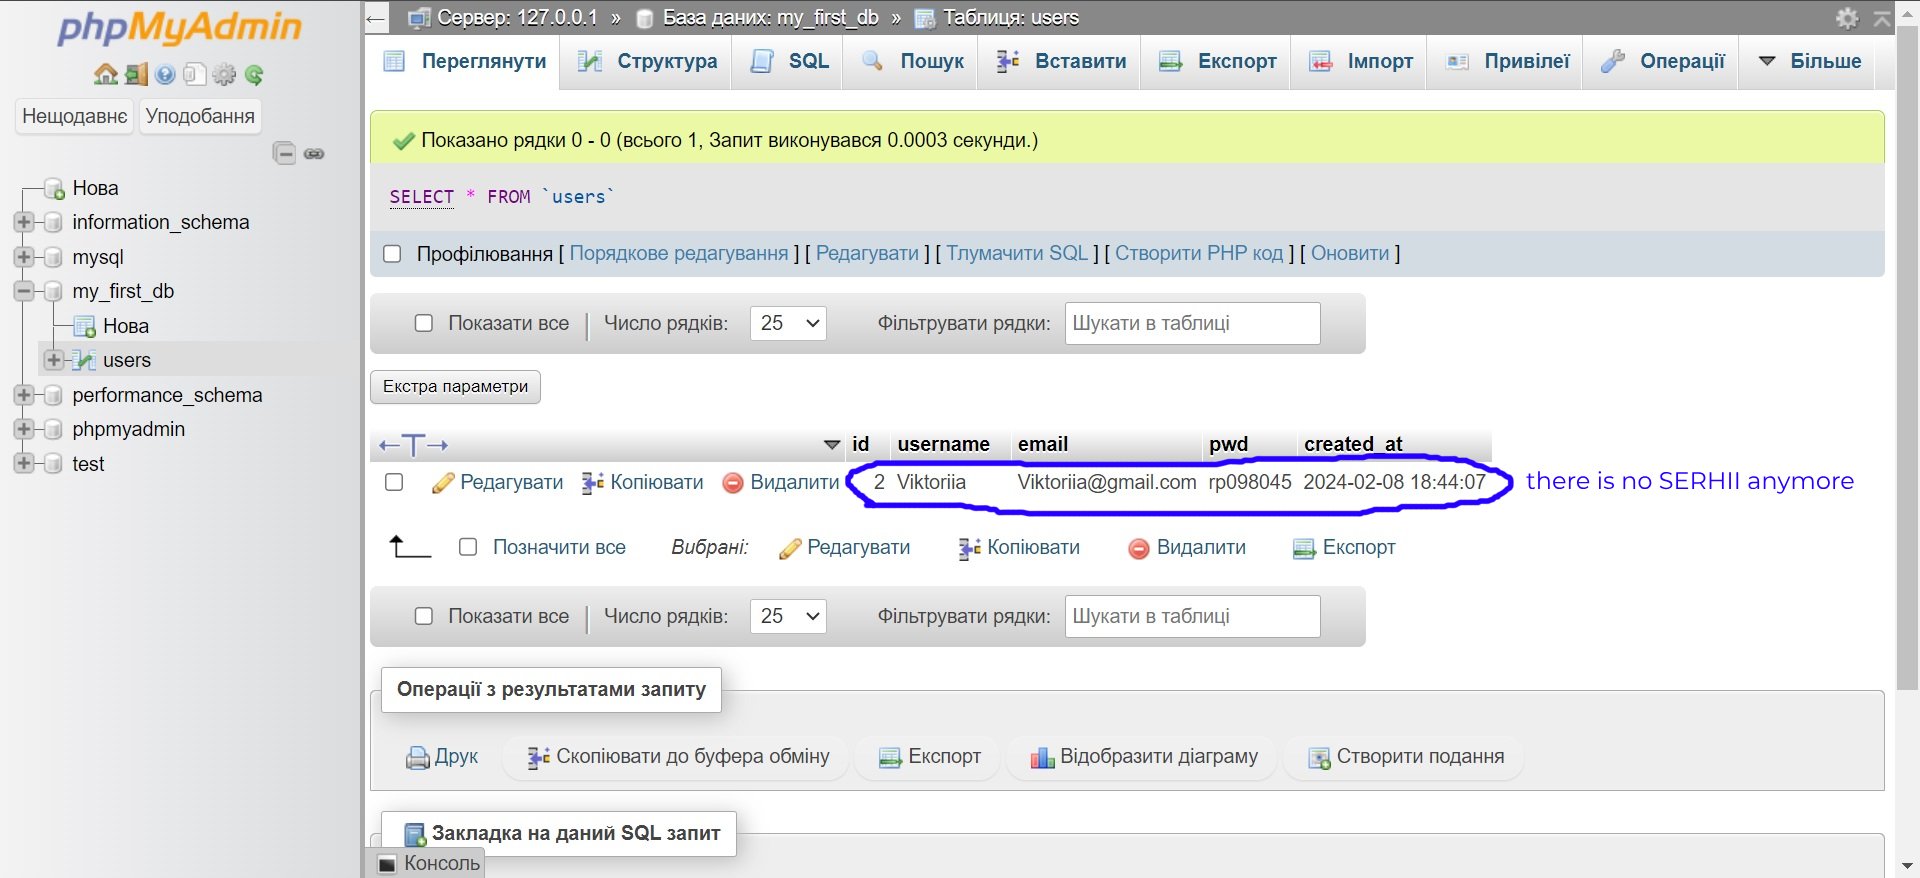 phpMyAdmin
Нещодавнє Уподобання
Нова
information_schema
mysql
my_first_db
Нова
users
performance_schema
phpmyadmin
test
Сервер: 127.0.0.1 » База даних: my_first_db » Таблиця: users
Переглянути Структура SQL Пошук Вставити Експорт Імпорт Привілеї Операції Більше
Показано рядки 0 - 0 (всього 1, Запит виконувався 0.0003 секунди.)
SELECT * FROM `users`
Профілювання [ Порядкове редагування ] [ Редагувати ] [ Тлумачити SQL ] [ Створити PHP код ] [ Оновити ]
Показати все Число рядків: 25 Фільтрувати рядки: Шукати в таблиці
Екстра параметри
id username email pwd created_at
Редагувати Копіювати Видалити 2 Viktoriia Viktoriia@gmail.com rp098045 2024-02-08 18:44:07 there is no SERHII anymore
Позначити все Вибрані: Редагувати Копіювати Видалити Експорт
Показати все Число рядків: 25 Фільтрувати рядки: Шукати в таблиці
Операції з результатами запиту
Друк Скопіювати до буфера обміну Експорт Відобразити діаграму Створити подання
Закладка на даний SQL запит
Консоль